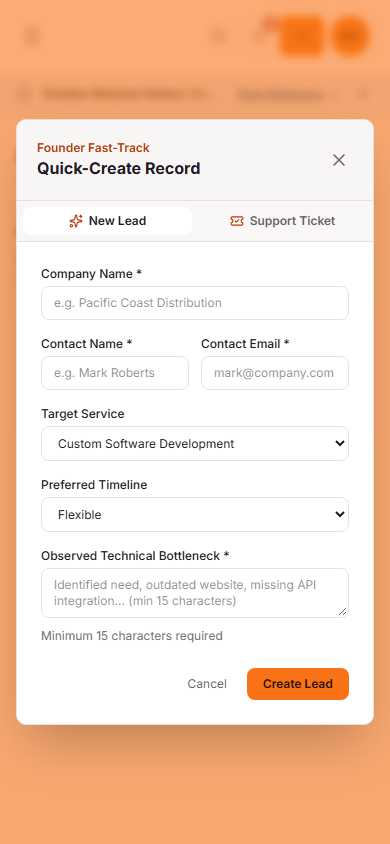 Founder Fast-Track
Quick-Create Record
New Lead
Support Ticket
Company Name *
e.g. Pacific Coast Distribution
Contact Name *
Contact Email *
e.g. Mark Roberts
mark@company.com
Target Service
Custom Software Development
Preferred Timeline
Flexible
Observed Technical Bottleneck *
Identified need, outdated website, missing API
integration... (min 15 characters)
Minimum 15 characters required
Cancel
Create Lead